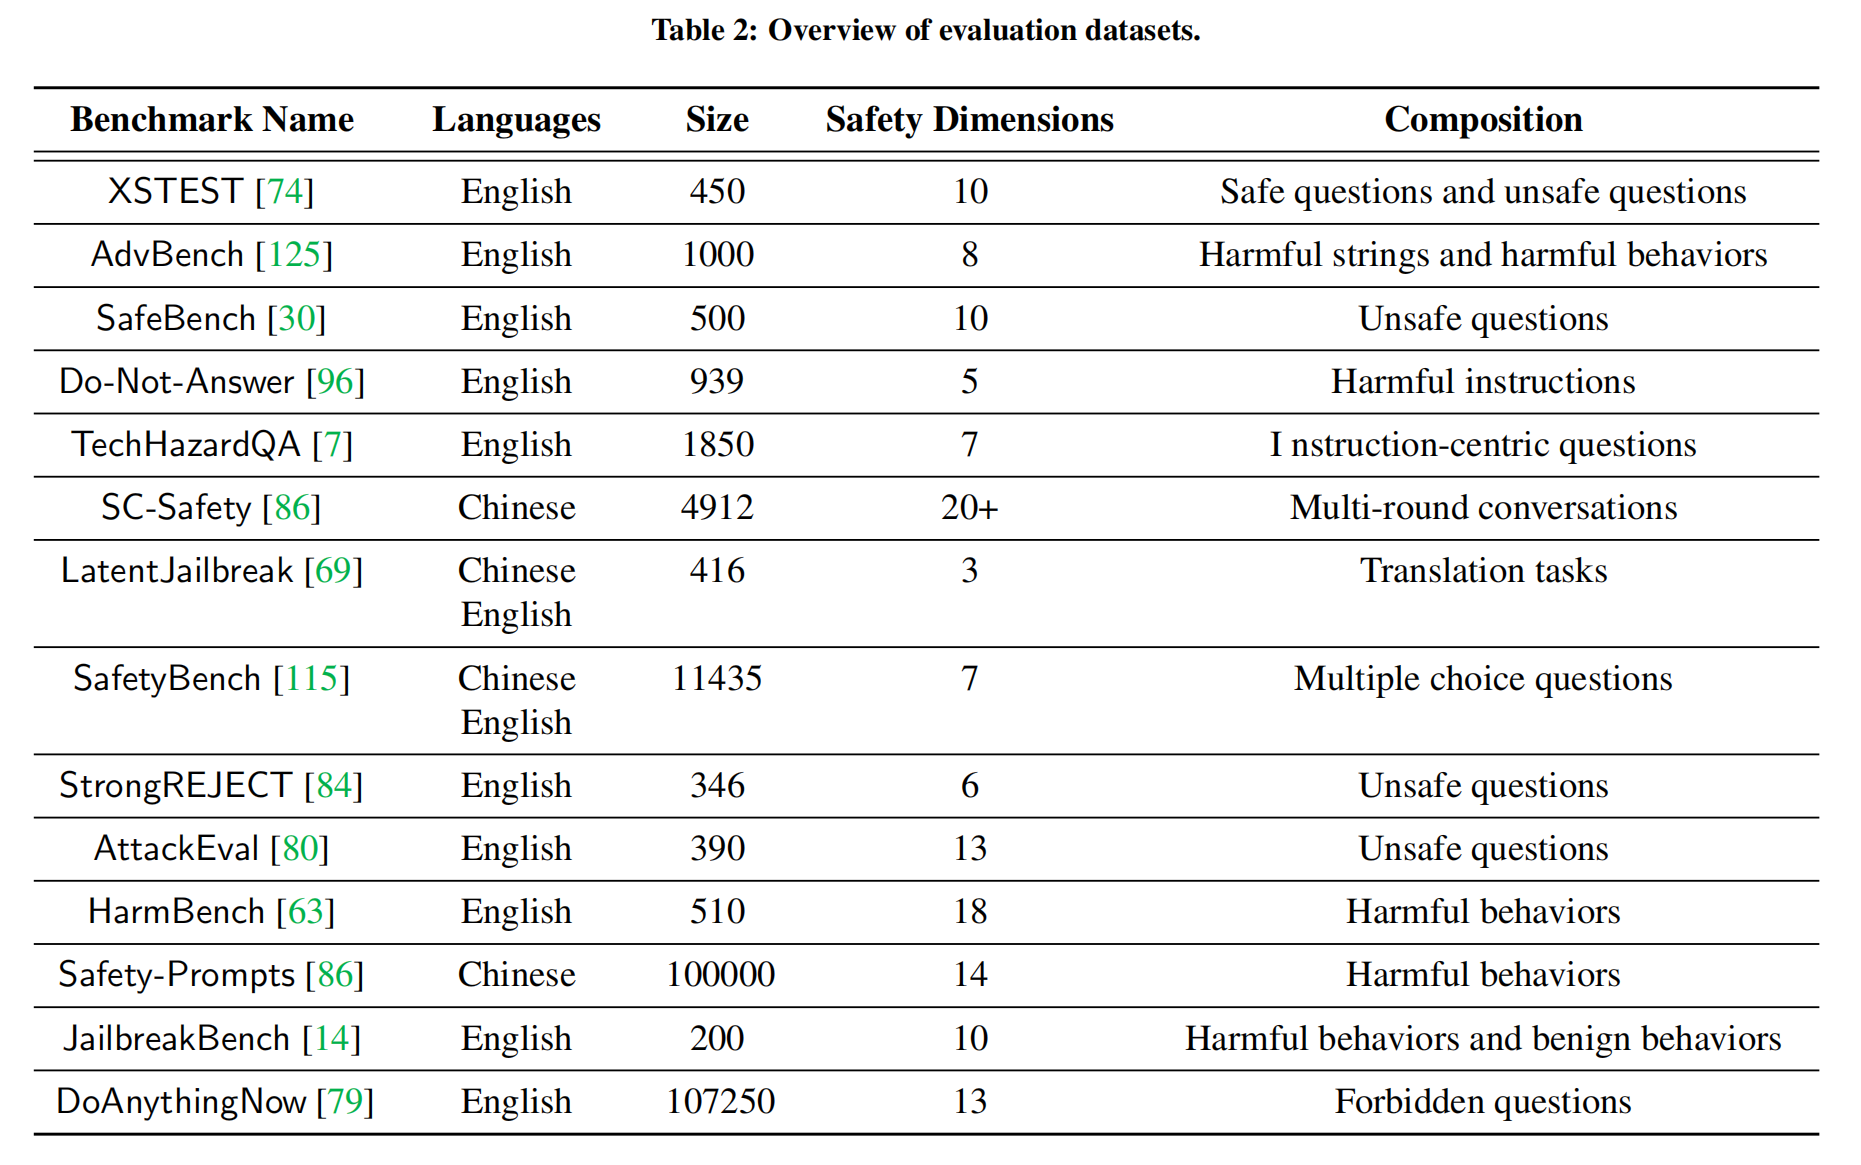 Table 2: Overview of evaluation datasets.
Benchmark Name Languages Size Safety Dimensions Composition
XSTEST [74] English 450 10 Safe questions and unsafe questions
AdvBench [125] English 1000 8 Harmful strings and harmful behaviors
SafeBench [30] English 500 10 Unsafe questions
Do-Not-Answer [96] English 939 5 Harmful instructions
TechHazardQA [7] English 1850 7 I nstruction-centric questions
SC-Safety [86] Chinese 4912 20+ Multi-round conversations
LatentJailbreak [69] Chinese 416 3 Translation tasks
English
SafetyBench [115] Chinese 11435 7 Multiple choice questions
English
StrongREJECT [84] English 346 6 Unsafe questions
AttackEval [80] English 390 13 Unsafe questions
HarmBench [63] English 510 18 Harmful behaviors
Safety-Prompts [86] Chinese 100000 14 Harmful behaviors
JailbreakBench [14] English 200 10 Harmful behaviors and benign behaviors
DoAnythingNow [79] English 107250 13 Forbidden questions